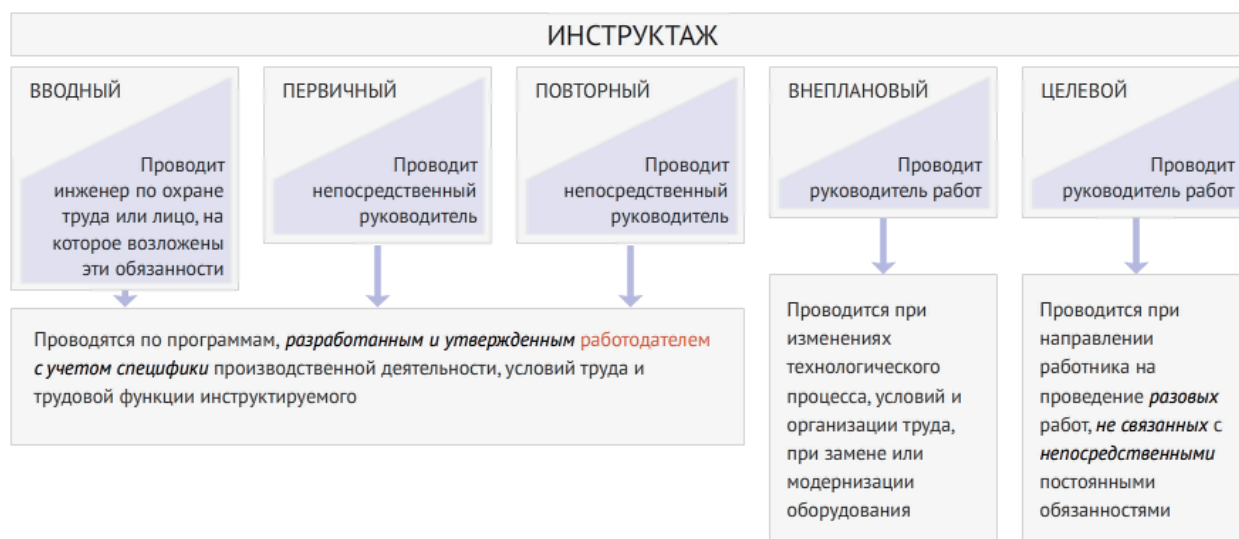 ИНСТРУКТАЖ
ВВОДНЫЙ
Проводит
инженер по охране
труда или лицо, на
которое возложены
эти обязанности
ПЕРВИЧНЫЙ
Проводит
непосредственный
руководитель
ПОВТОРНЫЙ
Проводит
непосредственный
руководитель
ВНЕПЛАНОВЫЙ
Проводит
руководитель работ
ЦЕЛЕВОЙ
Проводит
руководитель работ
Проводятся по программам, разработанным и утвержденным работодателем
с учетом специфики производственной деятельности, условий труда и
трудовой функции инструктируемого
Проводится при
изменениях
технологического
процесса, условий и
организации труда,
при замене или
модернизации
оборудования
Проводится при
направлении
работника на
проведение разовых
работ, не связанных с
непосредственными
постоянными
обязанностями